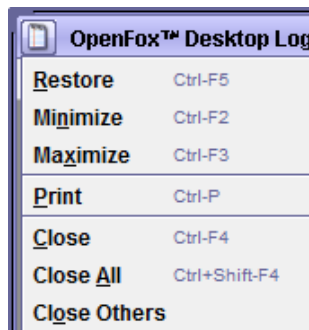 OpenFox™ Desktop Log
Restore Ctrl-F5
Minimize Ctrl-F2
Maximize Ctrl-F3
Print Ctrl-P
Close Ctrl-F4
Close All Ctrl+Shift-F4
Close Others